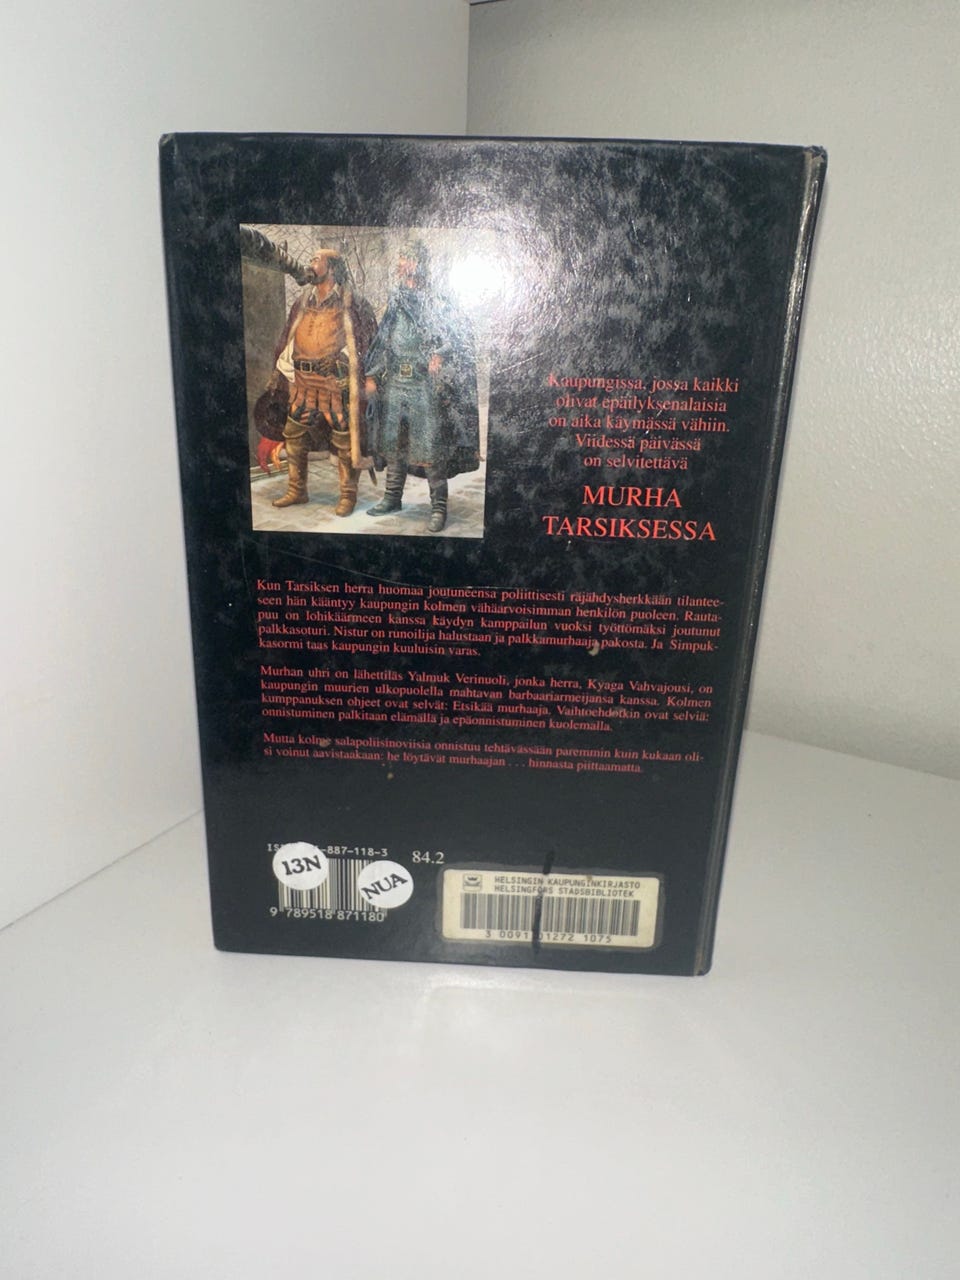 Kaupungissa, jossa kaikki
olivat epäilyksenalaisia
on aika käymässä vähiin.
Viidessä päivässä
on selvitettävä
MURHA
TARSIKSESSA
Kun Tarsiksen herra huomaa joutuneensa poliittisesti räjähdysherkkään tilantee-
seen hän kääntyy kaupungin kolmen vähäarvoisimman henkilön puoleen. Rauta-
puu on lohikäärmeen kanssa käydyn kamppailun vuoksi työttömäksi joutunut
palkkasoturi. Nistur on runoilija halustaan ja palkkamurhaaja pakosta. Ja Simpuk-
kasormi taas kaupungin kuuluisin varas.
Murhan uhri on lähettiläs Yalmuk Verinuoli, jonka herra, Kyaga Vahvajousi, on
kaupungin muurien ulkopuolella mahtavan barbaariarmeijansa kanssa. Kolmen
kumppanuksen ohjeet ovat selvät: Etsikää murhaaja. Vaihtoehdotkin ovat selviä:
onnistuminen palkitaan elämällä ja epäonnistuminen kuolemalla.
Mutta kolme salapoliisinoviisia onnistuu tehtävässään paremmin kuin kukaan oli-
si voinut aavistaakaan: he löytävät murhaajan . . . hinnasta piittaamatta.
-887-118-3
84.2
13N
NUA
9 789518 871180
HELSINGIN KAUPUNGINKIRJASTO
HELSINGFORS STADSBIBLIOTEK
3 0091 01272 1075